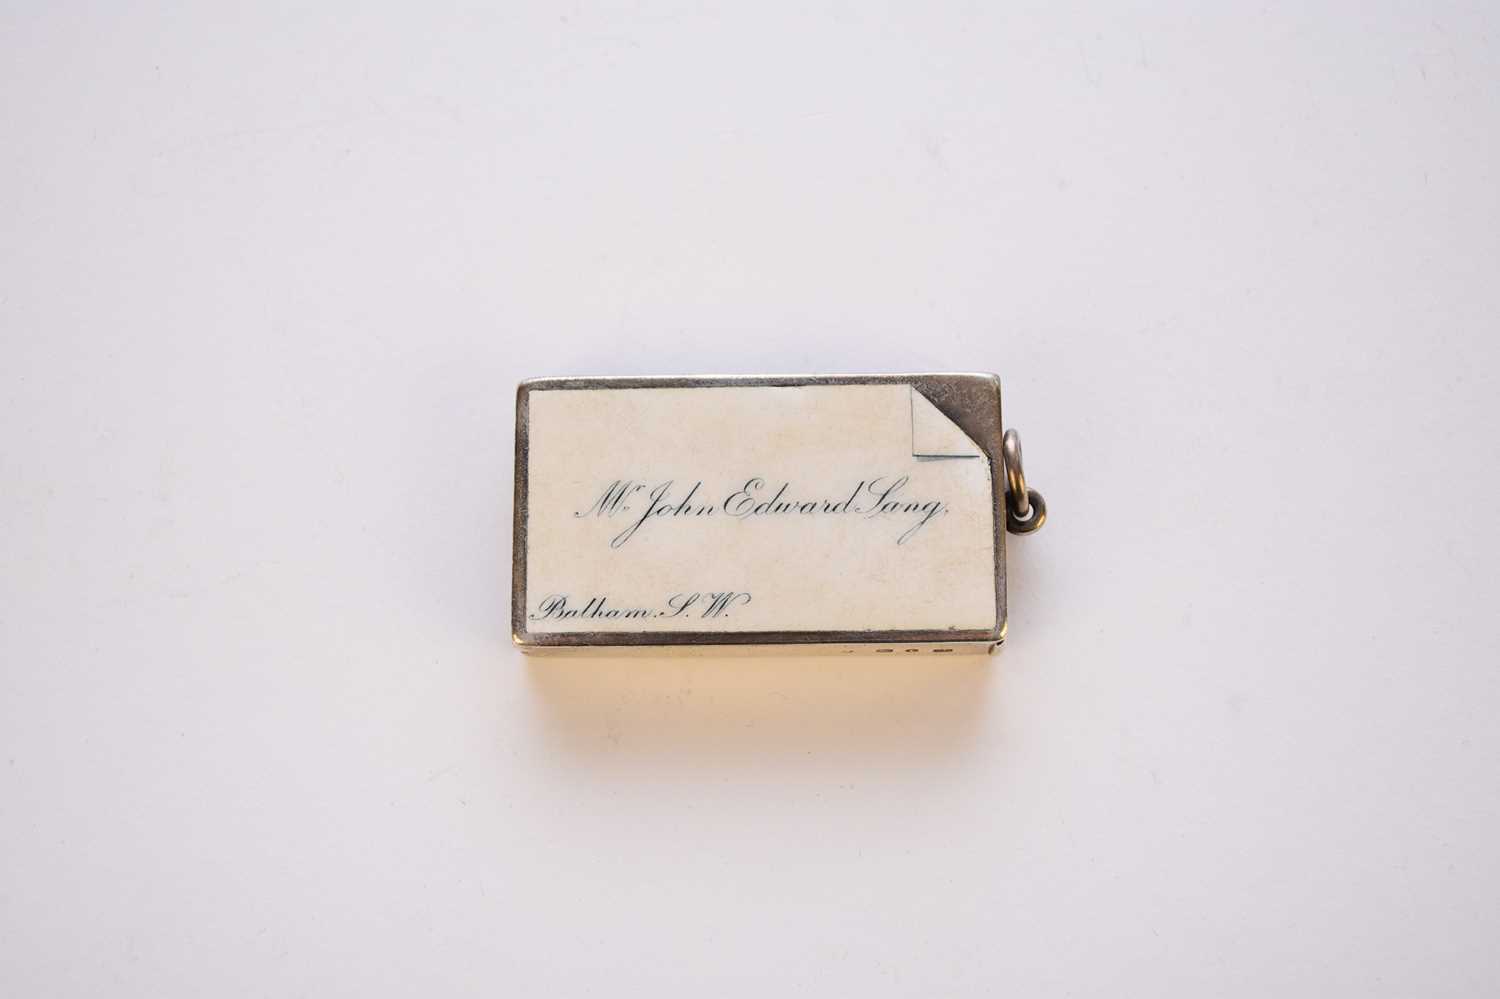 Mr. John Edward Lang,
Balham. S. W.